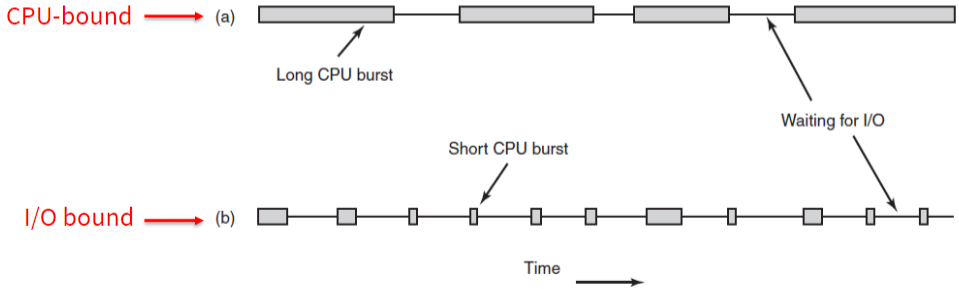 CPU-bound
(a)
Long CPU burst
Waiting for I/O
Short CPU burst
I/O bound
(b)
Time